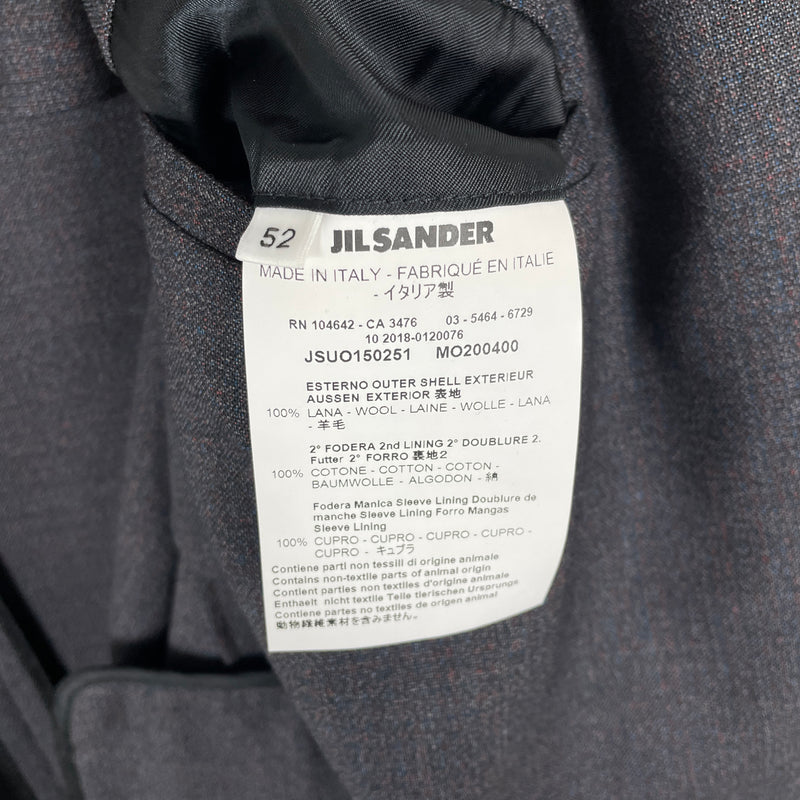 52
JIL SANDER
MADE IN ITALY - FABRIQUÉ EN ITALIE
- イタリア製
RN 104642 - CA 3476 03 - 5464 - 6729
10 2018-0120076
JSUO150251 MO200400
ESTERNO OUTER SHELL EXTERIEUR
AUSSEN EXTERIOR 表地
100% LANA - WOOL - LAINE - WOLLE - LANA
- 羊毛
2° FODERA 2nd LINING 2° DOUBLURE 2.
Futter 2° FORRO 裏地2
100% COTONE - COTTON - COTON -
BAUMWOLLE - ALGODON - 綿
Fodera Manica Sleeve Lining Doublure de
manche Sleeve Lining Forro Mangas
Sleeve Lining
100% CUPRO - CUPRO - CUPRO - CUPRO -
CUPRO - キュプラ
Contiene parti non tessili di origine animale
Contains non-textile parts of animal origin
Contient parties non textiles d'origine animale
Enthaelt nicht textile Teile tierischen Ursprungs
Contiene partes no textiles de origen animal
動物繊維素材を含みません。